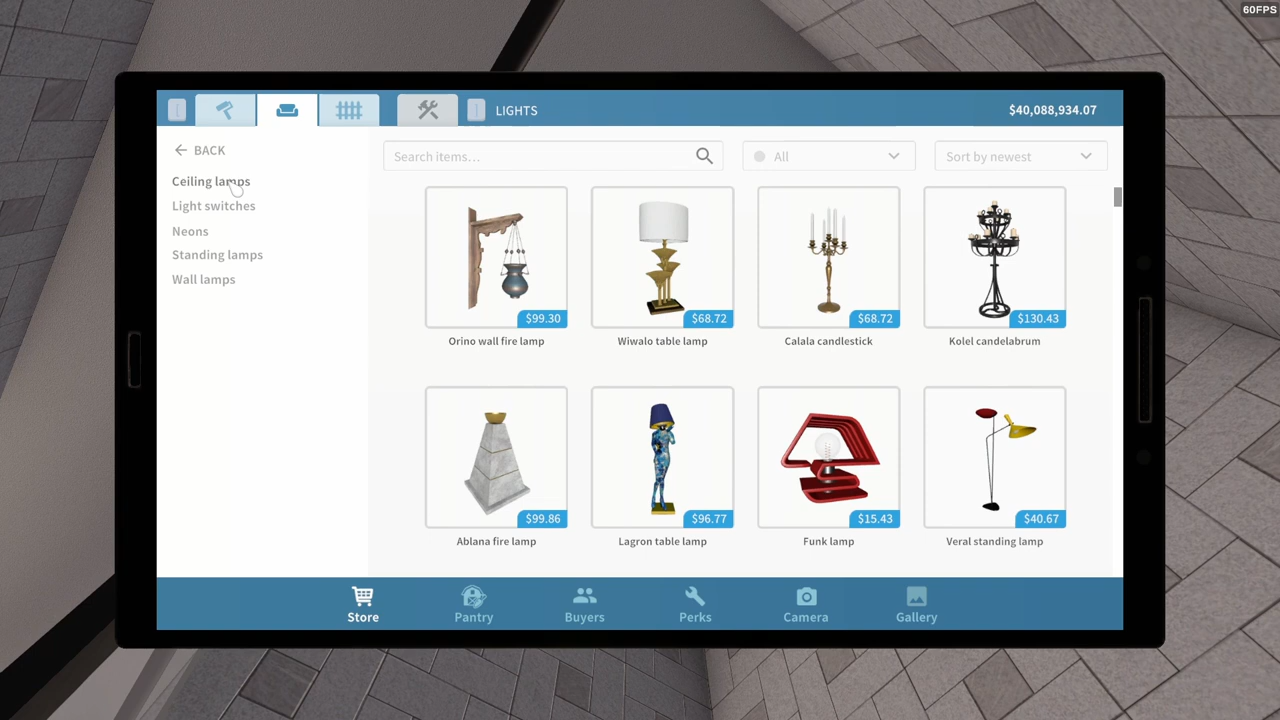 60FPS
LIGHTS
$40,088,934.07
BACK
Search items...
All
Sort by newest
Ceiling lamps
Light switches
Neons
Standing lamps
Wall lamps
$99.30
$68.72
$68.72
$130.43
Orino wall fire lamp
Wiwalo table lamp
Calala candlestick
Kolel candelabrum
$99.86
$96.77
$15.43
$40.67
Ablana fire lamp
Lagron table lamp
Funk lamp
Veral standing lamp
Store
Pantry
Buyers
Perks
Camera
Gallery